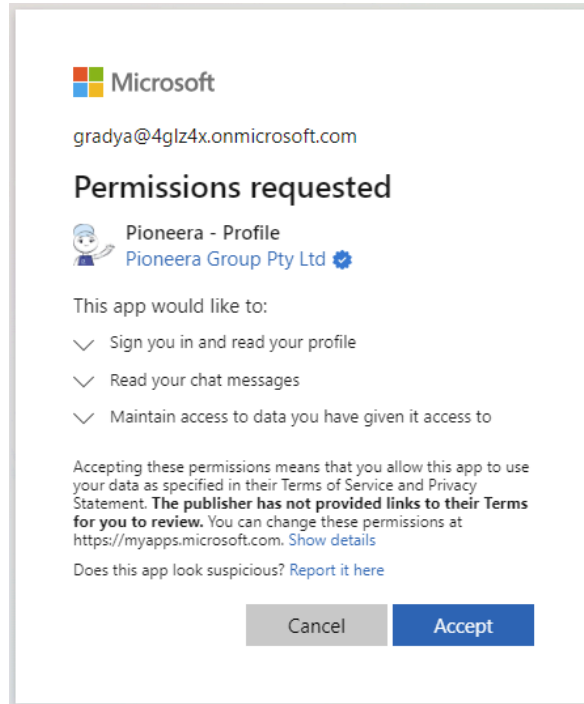 Microsoft
gradya@4glz4x.onmicrosoft.com
Permissions requested
Pioneera - Profile
Pioneera Group Pty Ltd
This app would like to:
Sign you in and read your profile
Read your chat messages
Maintain access to data you have given it access to
Accepting these permissions means that you allow this app to use
your data as specified in their Terms of Service and Privacy
Statement. The publisher has not provided links to their Terms
for you to review. You can change these permissions at
https://myapps.microsoft.com. Show details
Does this app look suspicious? Report it here
Cancel
Accept